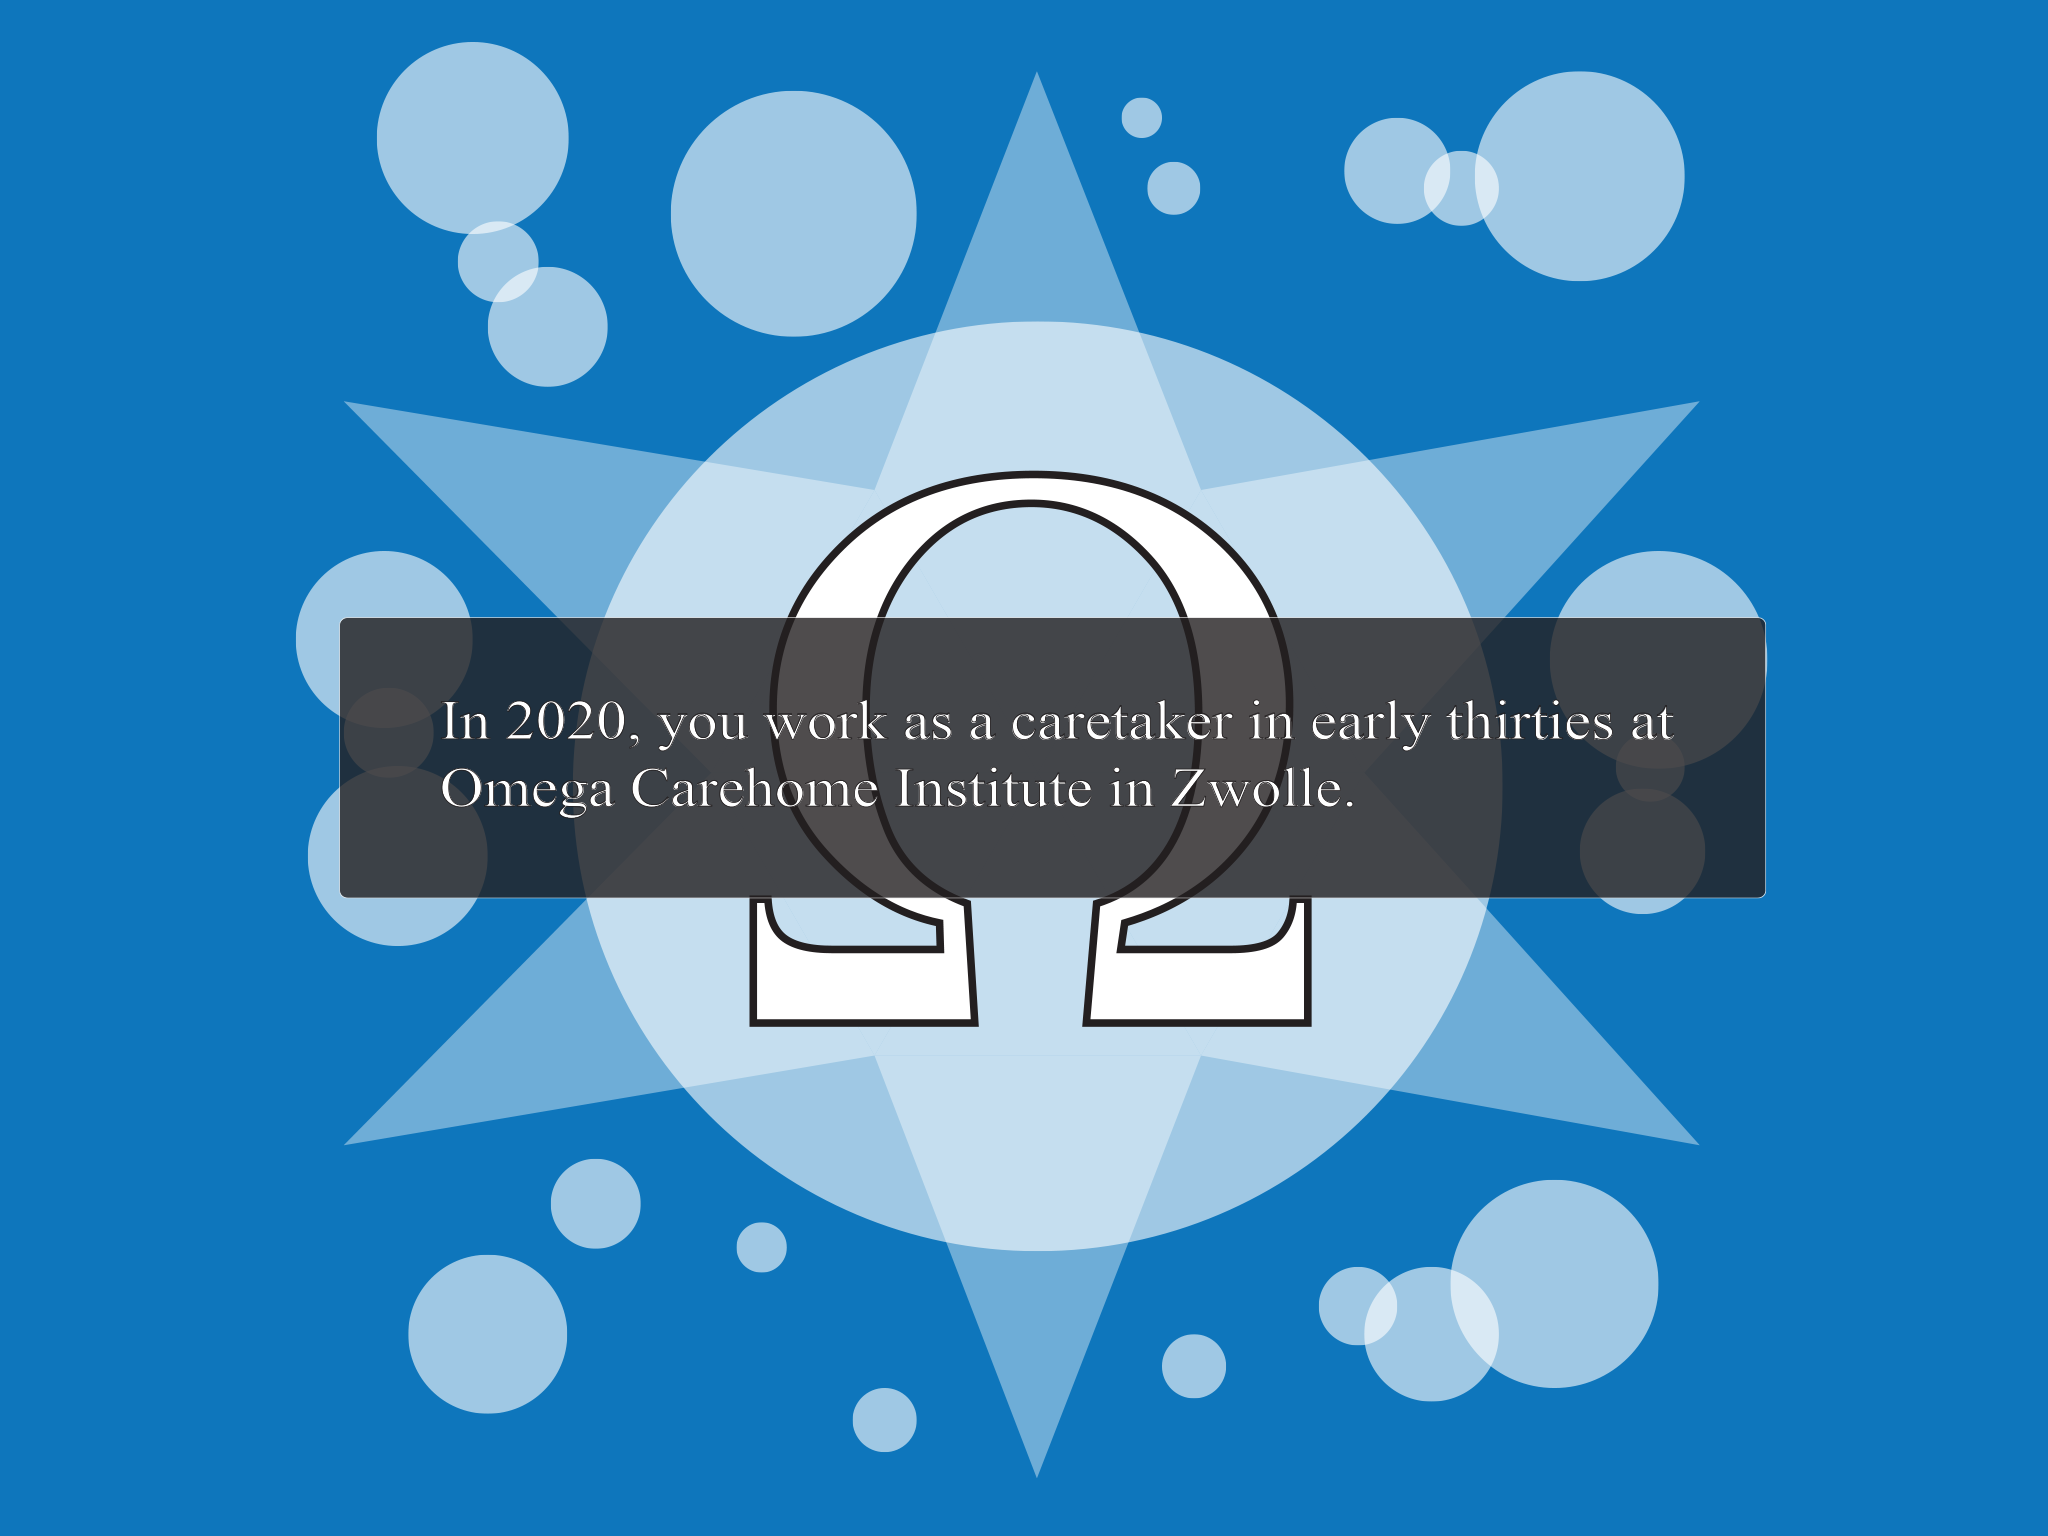 Ω
In 2020, you work as a caretaker in early thirties at
Omega Carehome Institute in Zwolle.